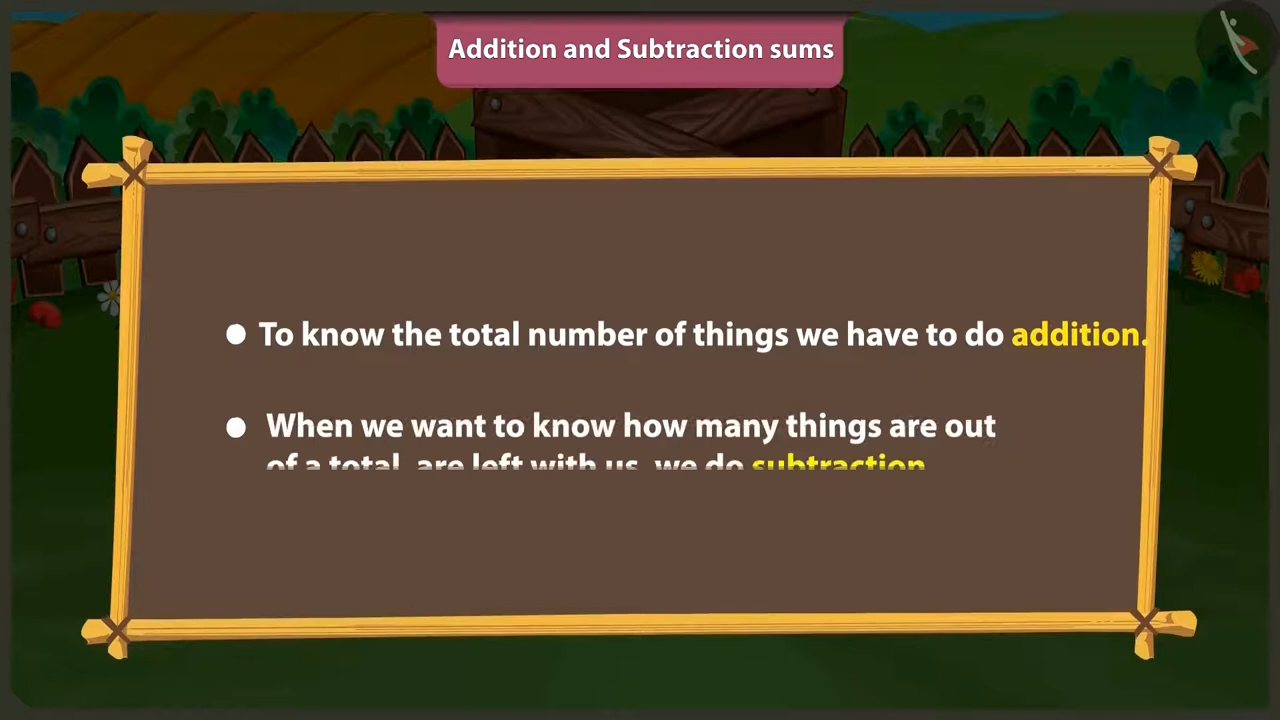 Addition and Subtraction sums
● To know the total number of things we have to do addition.
● When we want to know how many things are out
of a total, are left with us, we do subtraction